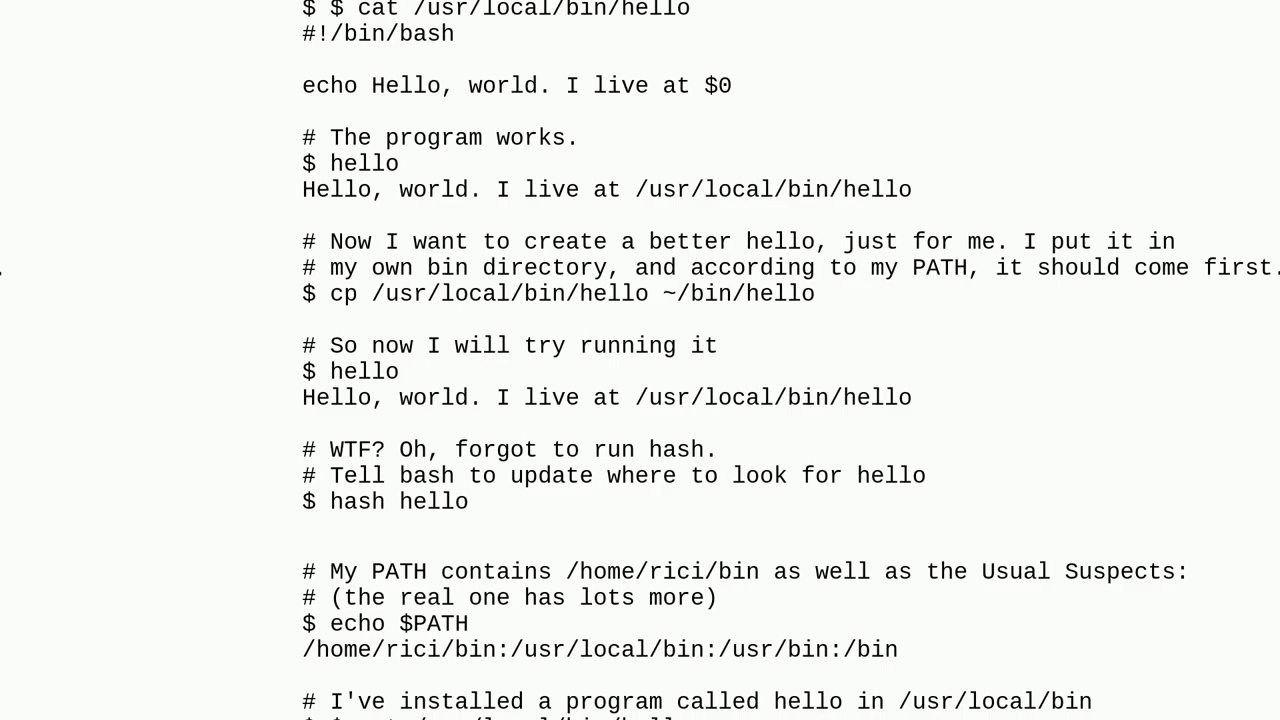 $ $ cat /usr/local/bin/hello
#!/bin/bash
echo Hello, world. I live at $0
# The program works.
$ hello
Hello, world. I live at /usr/local/bin/hello
# Now I want to create a better hello, just for me. I put it in
# my own bin directory, and according to my PATH, it should come first.
$ cp /usr/local/bin/hello ~/bin/hello
# So now I will try running it
$ hello
Hello, world. I live at /usr/local/bin/hello
# WTF? Oh, forgot to run hash.
# Tell bash to update where to look for hello
$ hash hello
# My PATH contains /home/rici/bin as well as the Usual Suspects:
# (the real one has lots more)
$ echo $PATH
/home/rici/bin:/usr/local/bin:/usr/bin:/bin
# I've installed a program called hello in /usr/local/bin